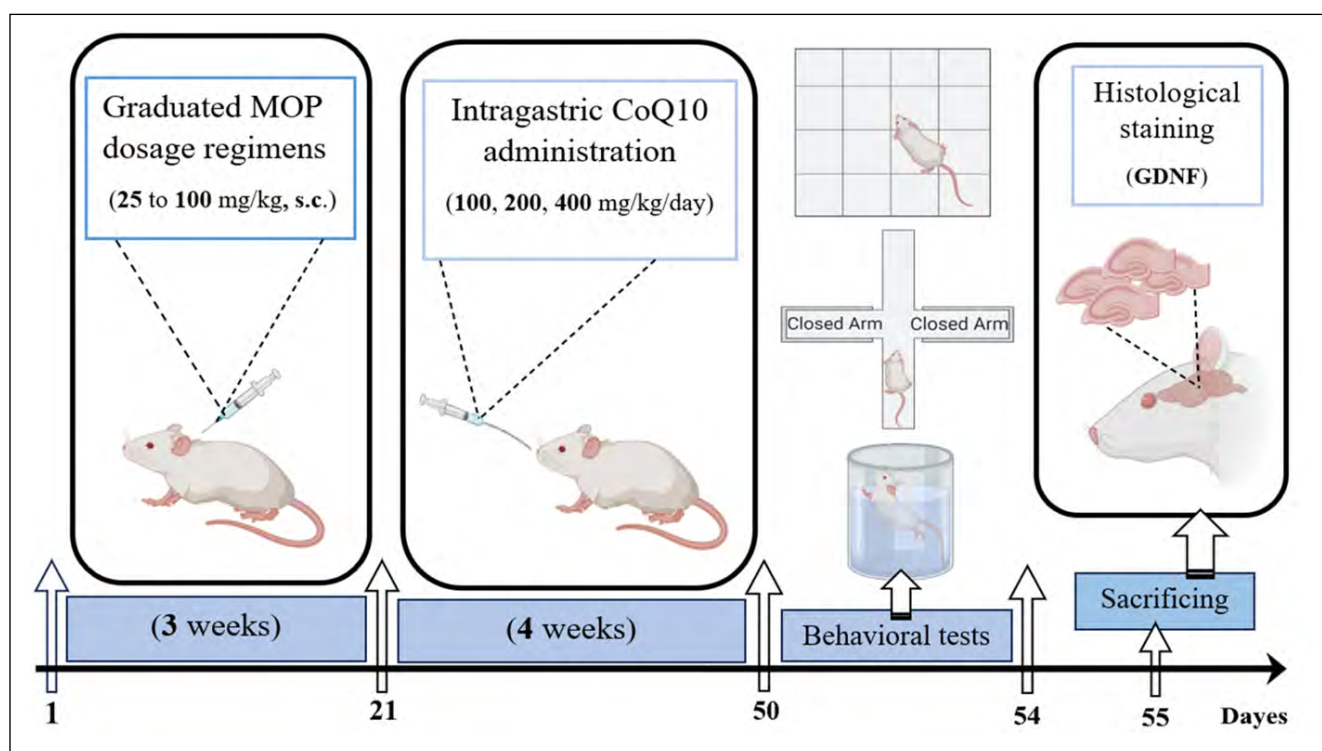 Graduated MOP
dosage regimens
(25 to 100 mg/kg, s.c.)
Intragastric CoQ10
administration
(100, 200, 400 mg/kg/day)
Closed Arm
Closed Arm
Histological
staining
(GDNF)
(3 weeks)
(4 weeks)
Behavioral tests
Sacrificing
1
21
50
54
55
Dayes